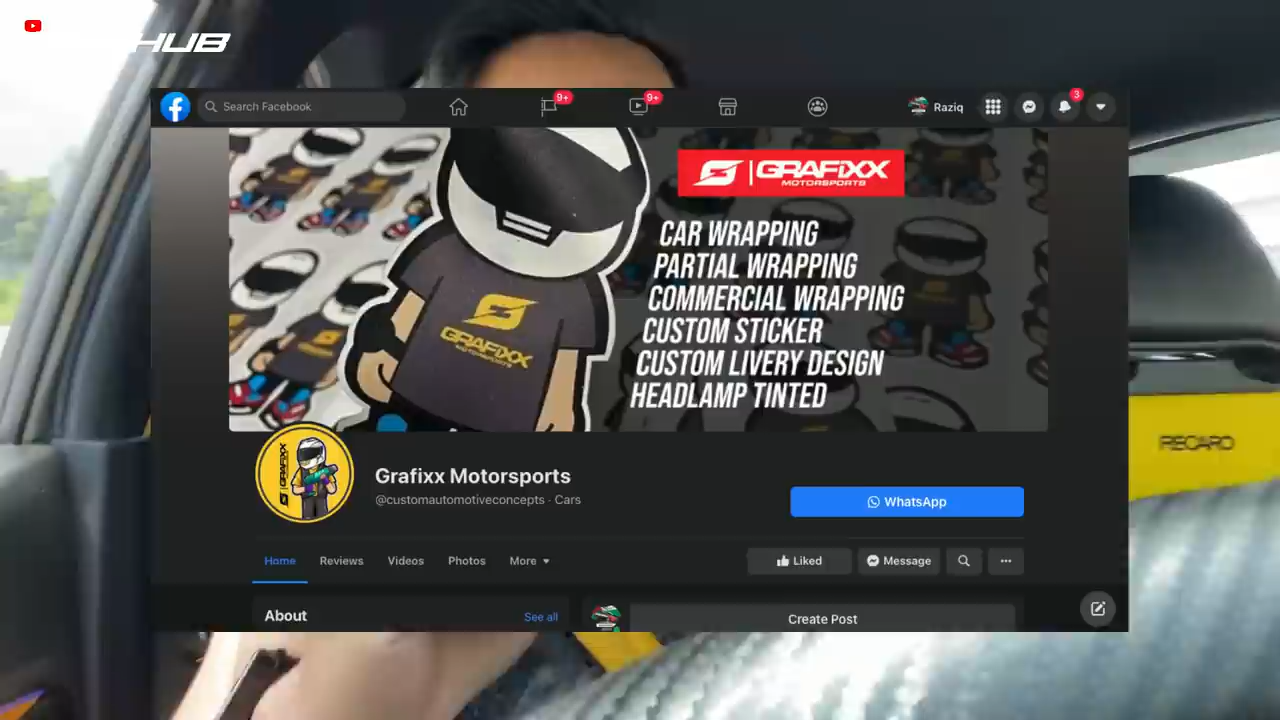 HUB
Search Facebook
9+
9+
Raziq
3
GRAFIXX
MOTORSPORTS
CAR WRAPPING
PARTIAL WRAPPING
COMMERCIAL WRAPPING
CUSTOM STICKER
CUSTOM LIVERY DESIGN
HEADLAMP TINTED
GRAFIXX
MOTORSPORTS
RECARO
GRAFIXX
Grafixx Motorsports
@customautomotiveconcepts · Cars
WhatsApp
Home
Reviews
Videos
Photos
More
Liked
Message
About
See all
Create Post